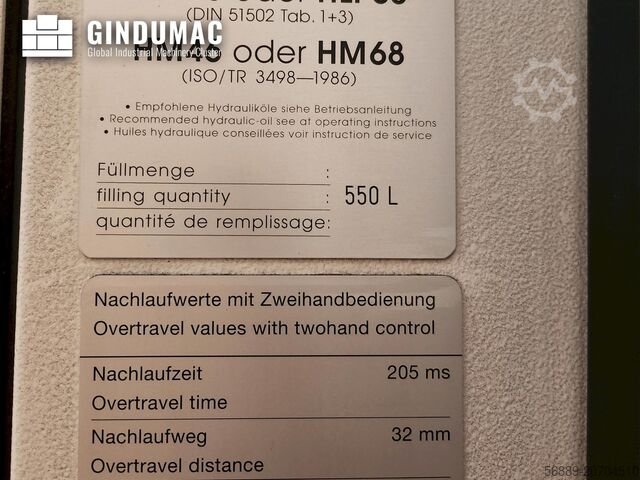 GINDUMAC
Global Industrial Machinery Cluster
oder
(DIN 51502 Tab. 1+3)
HM46 oder HM68
(ISO/TR 3498—1986)
• Empfohlene Hydrauliköle siehe Betriebsanleitung
• Recommended hydraulic-oil see at operating instructions
• Huiles hydraulique conseillées voir instruction de service
Füllmenge :
filling quantity : 550 L
quantité de remplissage:
Nachlaufwerte mit Zweihandbedienung
Overtravel values with twohand control
Nachlaufzeit 205 ms
Overtravel time
Nachlaufweg 32 mm
Overtravel distance